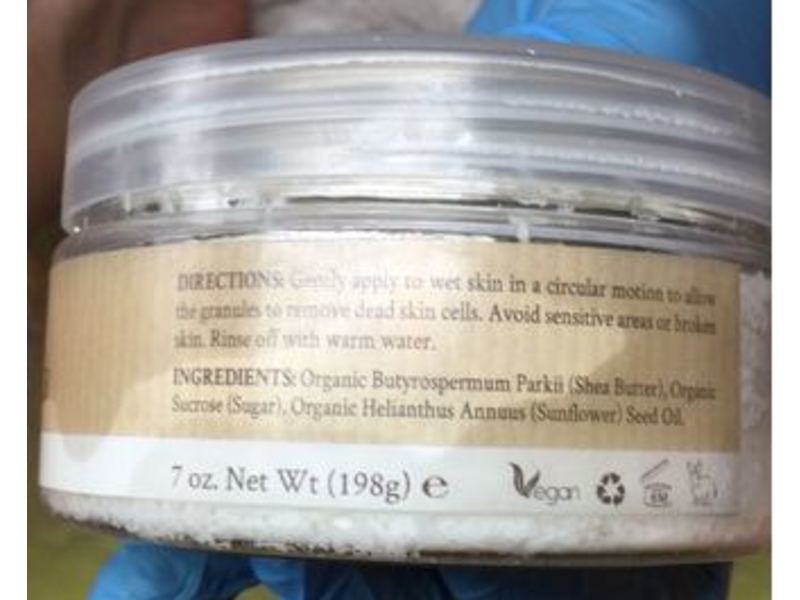 DIRECTIONS: Gently apply to wet skin in a circular motion to allow
the granules to remove dead skin cells. Avoid sensitive areas or broken
skin. Rinse off with warm water.
INGREDIENTS: Organic Butyrospermum Parkii (Shea Butter), Organic
Sucrose (Sugar), Organic Helianthus Annuus (Sunflower) Seed Oil.
7 oz. Net Wt (198g) ℮ Vegan